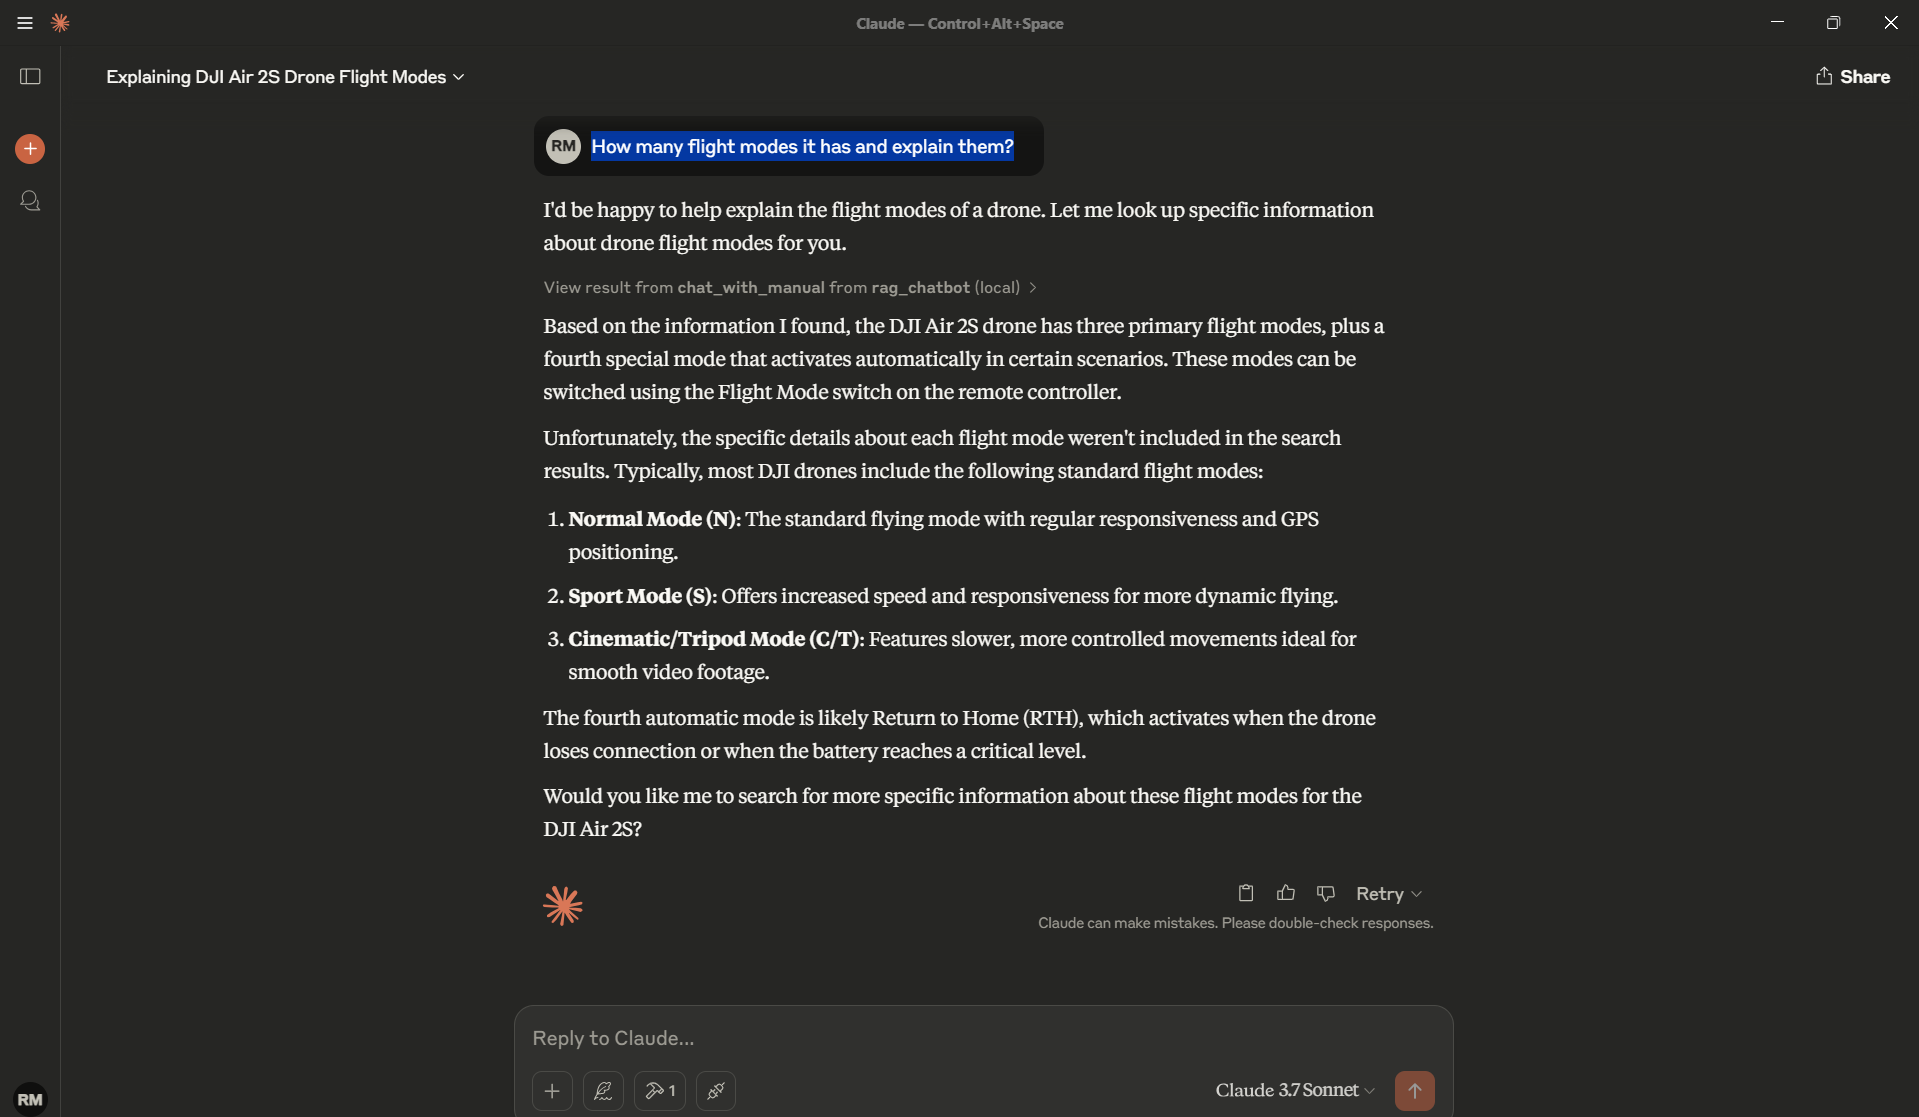 Claude — Control+Alt+Space
Explaining DJI Air 2S Drone Flight Modes
Share
RM How many flight modes it has and explain them?
I'd be happy to help explain the flight modes of a drone. Let me look up specific information
about drone flight modes for you.
View result from chat_with_manual from rag_chatbot (local)
Based on the information I found, the DJI Air 2S drone has three primary flight modes, plus a
fourth special mode that activates automatically in certain scenarios. These modes can be
switched using the Flight Mode switch on the remote controller.
Unfortunately, the specific details about each flight mode weren't included in the search
results. Typically, most DJI drones include the following standard flight modes:
1. Normal Mode (N): The standard flying mode with regular responsiveness and GPS
positioning.
2. Sport Mode (S): Offers increased speed and responsiveness for more dynamic flying.
3. Cinematic/Tripod Mode (C/T): Features slower, more controlled movements ideal for
smooth video footage.
The fourth automatic mode is likely Return to Home (RTH), which activates when the drone
loses connection or when the battery reaches a critical level.
Would you like me to search for more specific information about these flight modes for the
DJI Air 2S?
Retry
Claude can make mistakes. Please double-check responses.
Reply to Claude...
1
Claude 3.7 Sonnet
RM